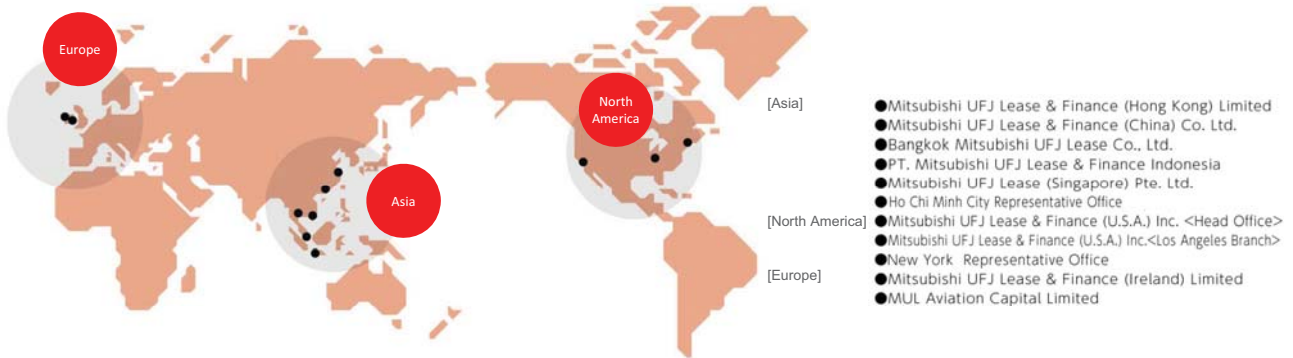 Europe
Asia
North
America
[Asia]
●Mitsubishi UFJ Lease & Finance (Hong Kong) Limited
●Mitsubishi UFJ Lease & Finance (China) Co. Ltd.
●Bangkok Mitsubishi UFJ Lease Co., Ltd.
●PT. Mitsubishi UFJ Lease & Finance Indonesia
●Mitsubishi UFJ Lease (Singapore) Pte. Ltd.
●Ho Chi Minh City Representative Office
[North America]
●Mitsubishi UFJ Lease & Finance (U.S.A.) Inc. <Head Office>
●Mitsubishi UFJ Lease & Finance (U.S.A.) Inc.<Los Angeles Branch>
●New York Representative Office
[Europe]
●Mitsubishi UFJ Lease & Finance (Ireland) Limited
●MUL Aviation Capital Limited